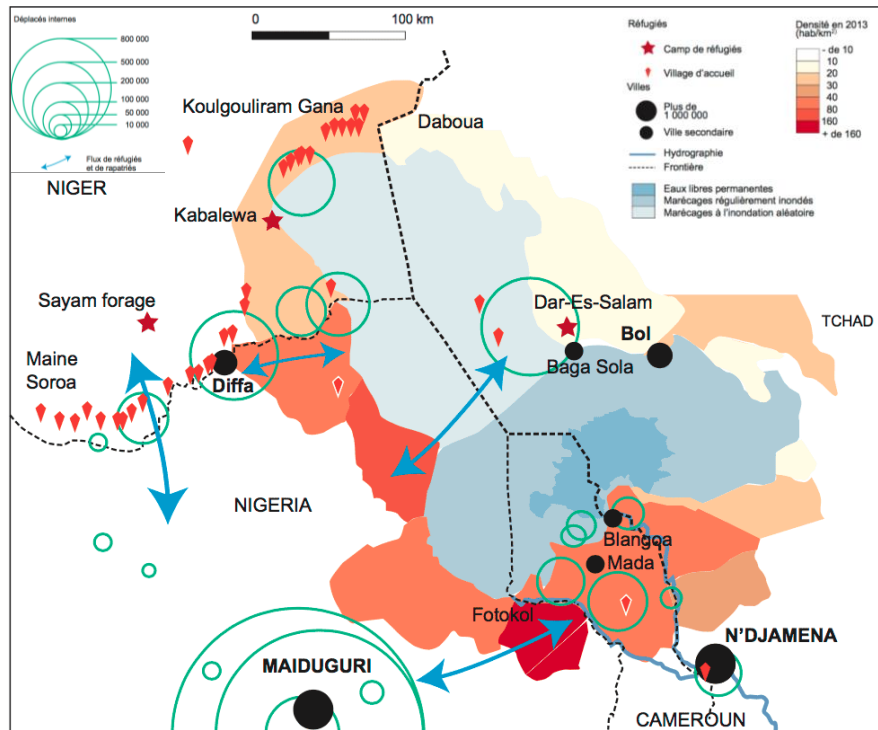 Déplacés internes
800 000
500 000
200 000
100 000
50 000
10 000
Flux de réfugiés
et de rapatriés
0 100 km
Réfugiés
Camp de réfugiés
Village d'accueil
Villes
Plus de
1 000 000
Ville secondaire
Hydrographie
Frontière
Eaux libres permanentes
Marécages régulièrement inondés
Marécages à l'inondation aléatoire
Densité en 2013
(hab/km²)
- de 10
10
20
30
40
80
160
+ de 160
NIGER
Koulgouliram Gana
Daboua
Kabalewa
Sayam forage
Dar-Es-Salam
TCHAD
Bol
Maine
Soroa
Baga Sola
Diffa
NIGERIA
Blangoa
Mada
Fotokol
N'DJAMENA
MAIDUGURI
CAMEROUN